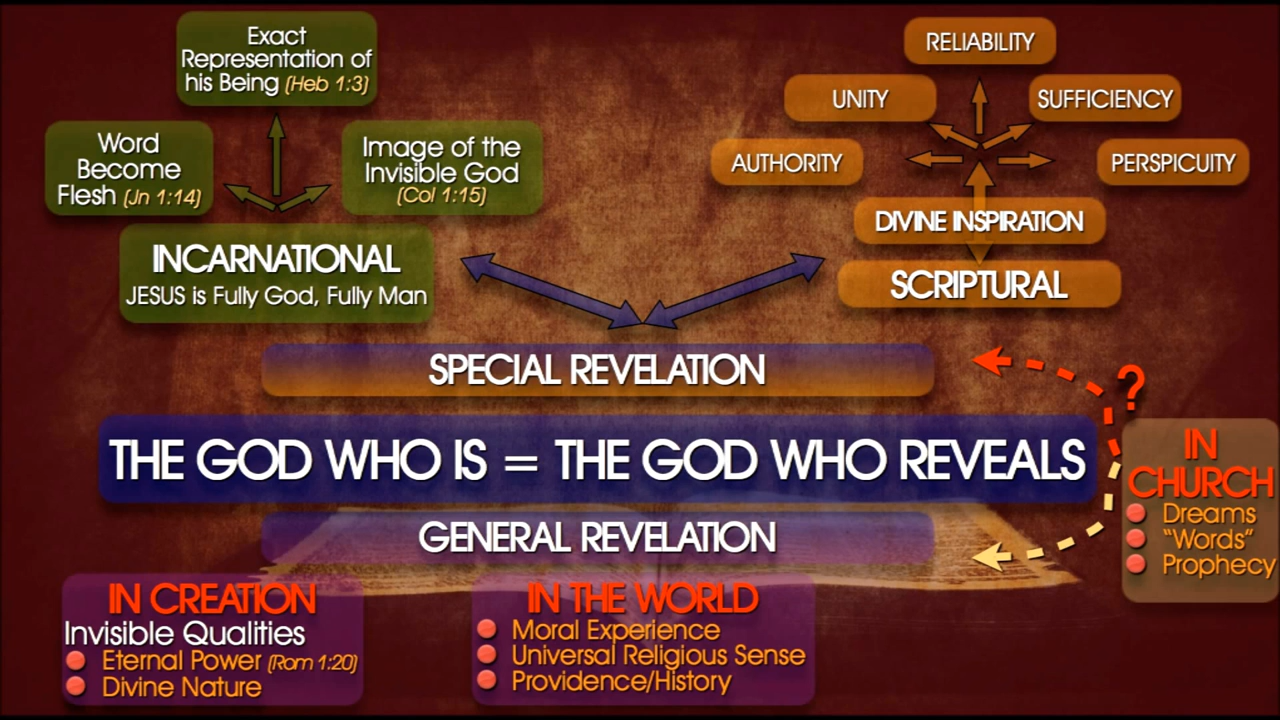 Exact
Representation of
his Being (Heb 1:3)
Word
Become
Flesh (Jn 1:14)
Image of the
Invisible God
(Col 1:15)
INCARNATIONAL
JESUS is Fully God, Fully Man
RELIABILITY
UNITY
SUFFICIENCY
AUTHORITY
PERSPICUITY
DIVINE INSPIRATION
SCRIPTURAL
SPECIAL REVELATION
?
THE GOD WHO IS = THE GOD WHO REVEALS
GENERAL REVELATION
IN
CHURCH
Dreams
"Words"
Prophecy
IN CREATION
Invisible Qualities
Eternal Power (Rom 1:20)
Divine Nature
IN THE WORLD
Moral Experience
Universal Religious Sense
Providence/History